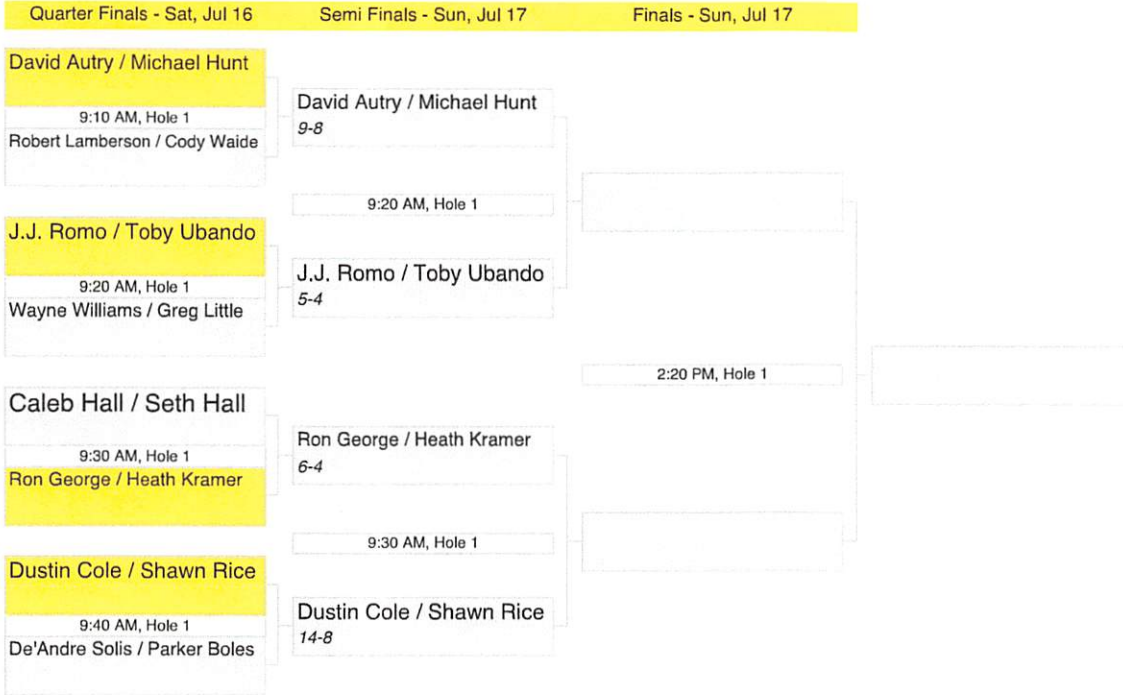 Quarter Finals - Sat, Jul 16
Semi Finals - Sun, Jul 17
Finals - Sun, Jul 17
David Autry / Michael Hunt
9:10 AM, Hole 1
Robert Lamberson / Cody Waide
J.J. Romo / Toby Ubando
9:20 AM, Hole 1
Wayne Williams / Greg Little
Caleb Hall / Seth Hall
9:30 AM, Hole 1
Ron George / Heath Kramer
Dustin Cole / Shawn Rice
9:40 AM, Hole 1
De'Andre Solis / Parker Boles
David Autry / Michael Hunt
9-8
9:20 AM, Hole 1
J.J. Romo / Toby Ubando
5-4
Ron George / Heath Kramer
6-4
9:30 AM, Hole 1
Dustin Cole / Shawn Rice
14-8
2:20 PM, Hole 1